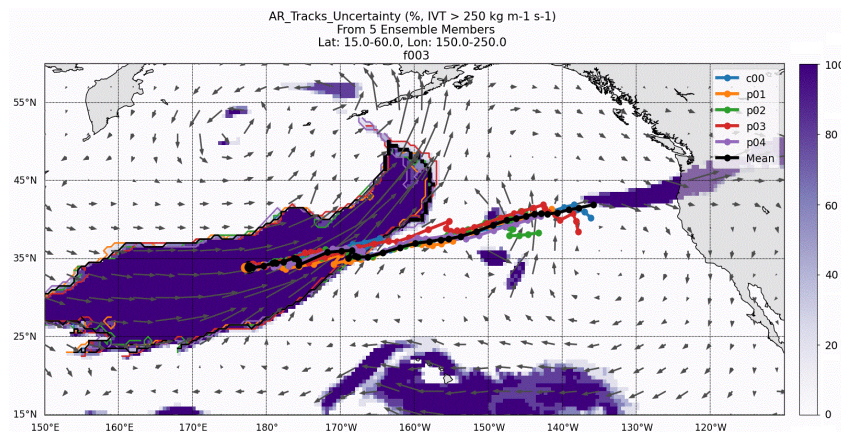 AR_Tracks_Uncertainty (%, IVT > 250 kg m-1 s-1)
From 5 Ensemble Members
Lat: 15.0-60.0, Lon: 150.0-250.0
f003
55°N
45°N
35°N
25°N
15°N
150°E
160°E
170°E
180°
170°W
160°W
150°W
140°W
130°W
120°W
c00
p01
p02
p03
p04
Mean
100
80
60
40
20
0